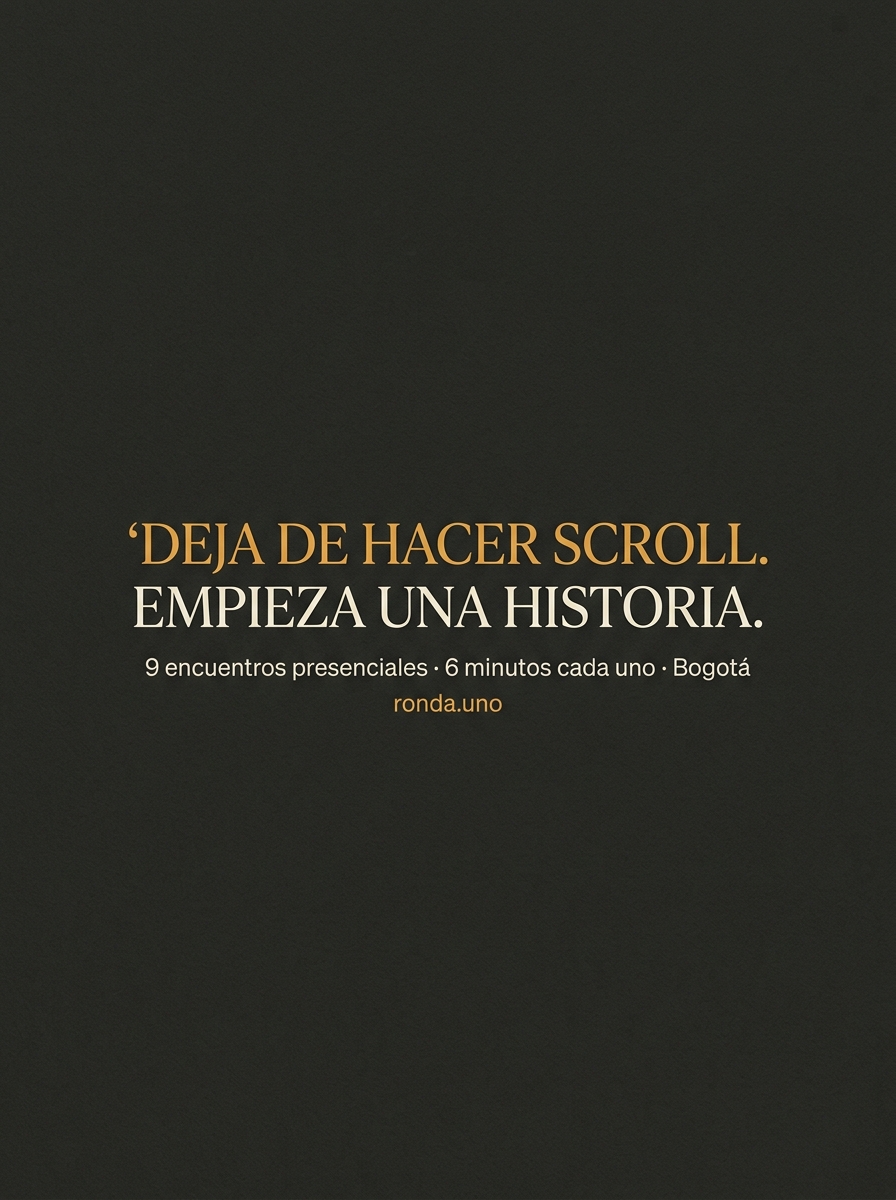 ‘DEJA DE HACER SCROLL.
EMPIEZA UNA HISTORIA.
9 encuentros presenciales · 6 minutos cada uno · Bogotá
ronda.uno